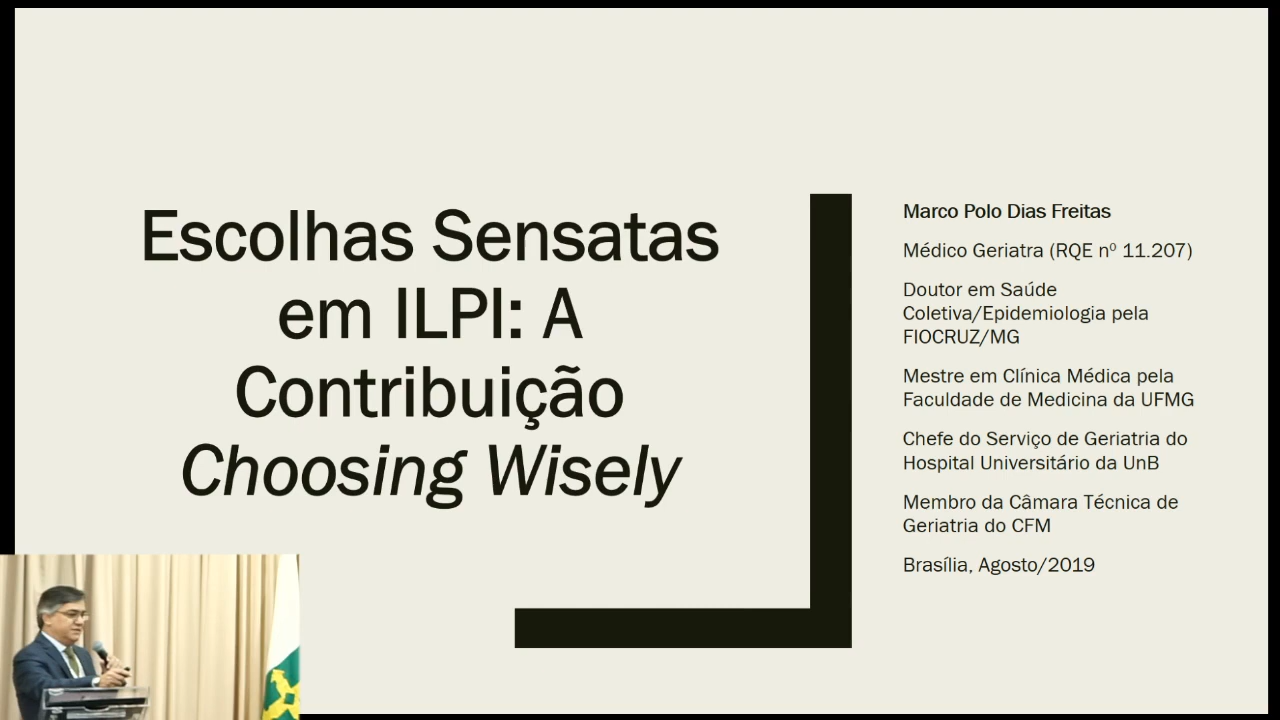 Escolhas Sensatas
em ILPI: A
Contribuição
Choosing Wisely
Marco Polo Dias Freitas
Médico Geriatra (RQE nº 11.207)
Doutor em Saúde
Coletiva/Epidemiologia pela
FIOCRUZ/MG
Mestre em Clínica Médica pela
Faculdade de Medicina da UFMG
Chefe do Serviço de Geriatria do
Hospital Universitário da UnB
Membro da Câmara Técnica de
Geriatria do CFM
Brasília, Agosto/2019